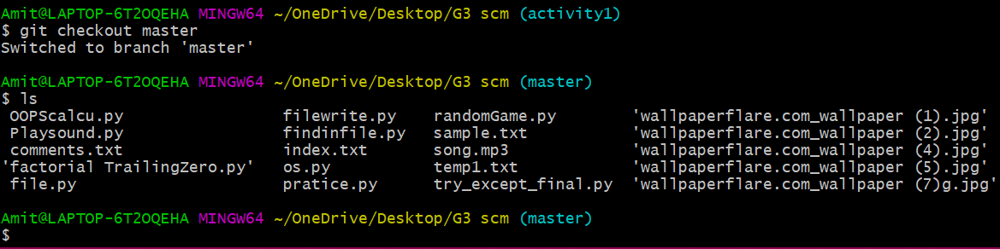 Amit@LAPTOP-6T2OQEHA MINGW64 ~/OneDrive/Desktop/G3 scm (activity1)
$ git checkout master
Switched to branch 'master'
Amit@LAPTOP-6T2OQEHA MINGW64 ~/OneDrive/Desktop/G3 scm (master)
$ ls
OOPScalcu.py filewrite.py randomGame.py 'wallpaperflare.com_wallpaper (1).jpg'
Playsound.py findinfile.py sample.txt 'wallpaperflare.com_wallpaper (2).jpg'
comments.txt index.txt song.mp3 'wallpaperflare.com_wallpaper (4).jpg'
'factorial TrailingZero.py' os.py temp1.txt 'wallpaperflare.com_wallpaper (5).jpg'
file.py pratice.py try_except_final.py 'wallpaperflare.com_wallpaper (7)g.jpg'
Amit@LAPTOP-6T2OQEHA MINGW64 ~/OneDrive/Desktop/G3 scm (master)
$